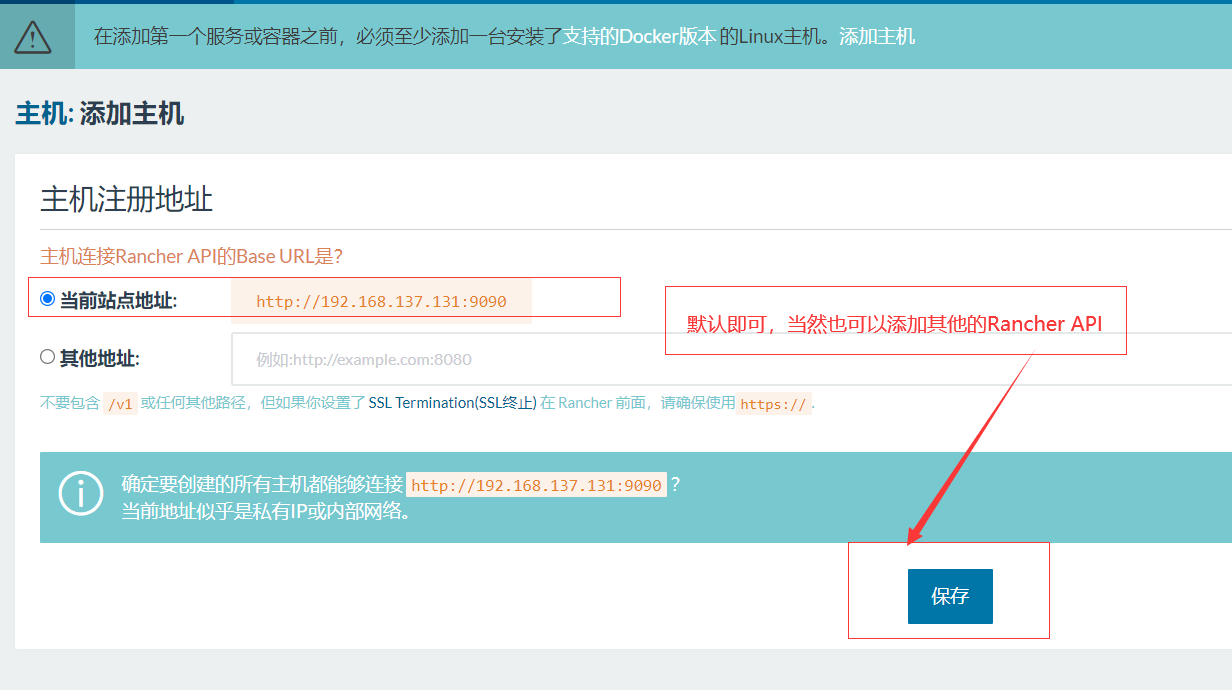 在添加第一个服务或容器之前，必须至少添加一台安装了支持的Docker版本 的Linux主机。添加主机
主机: 添加主机
主机注册地址
主机连接Rancher API的Base URL是?
当前站点地址: http://192.168.137.131:9090
默认即可，当然也可以添加其他的Rancher API
其他地址: 例如:http://example.com:8080
不要包含 /v1 或任何其他路径，但如果你设置了 SSL Termination(SSL终止) 在 Rancher 前面，请确保使用 https:// .
确定要创建的所有主机都能够连接 http://192.168.137.131:9090 ?
当前地址似乎是私有IP或内部网络。
保存